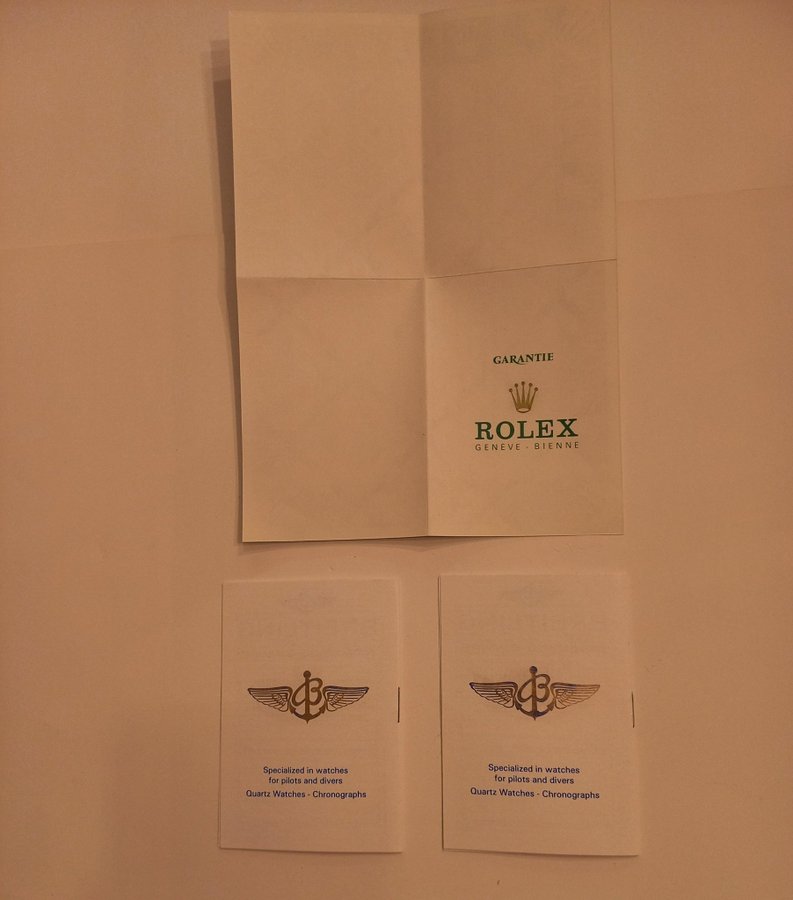 GARANTIE
ROLEX
GENÈVE - BIENNE
Specialized in watches
for pilots and divers
Quartz Watches - Chronographs
Specialized in watches
for pilots and divers
Quartz Watches - Chronographs